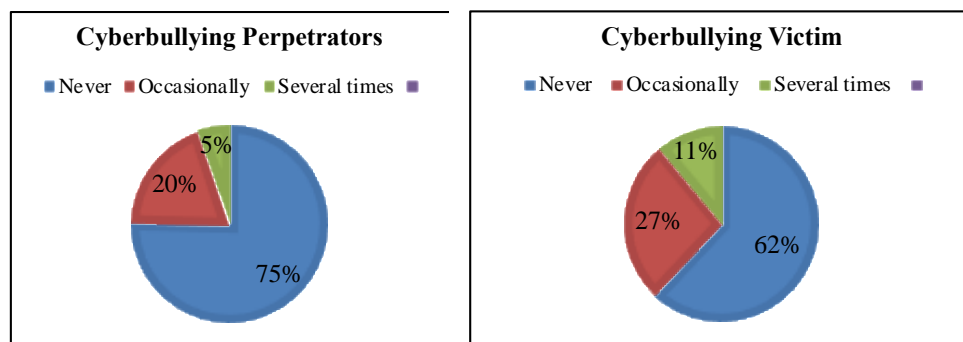 Cyberbullying Perpetrators
Never Occasionally Several times
5%
20%
75%
Cyberbullying Victim
Never Occasionally Several times
11%
27%
62%